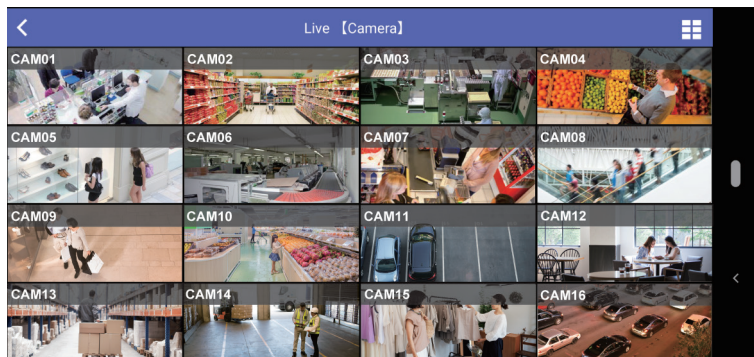 Live 【Camera】
CAM01 CAM02 CAM03 CAM04
CAM05 CAM06 CAM07 CAM08
CAM09 CAM10 CAM11 CAM12
CAM13 CAM14 CAM15 CAM16